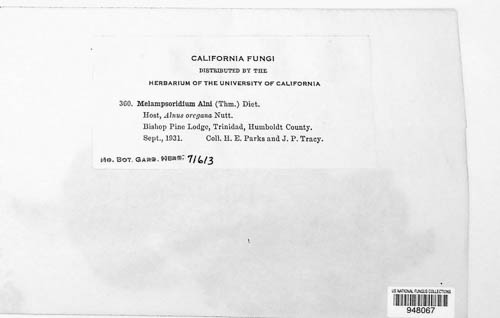 CALIFORNIA FUNGI
DISTRIBUTED BY THE
HERBARIUM OF THE UNIVERSITY OF CALIFORNIA
360. Melampsoridium Alni (Thm.) Diet.
Host, Alnus oregana Nutt.
Bishop Pine Lodge, Trinidad, Humboldt County.
Sept., 1931. Coll. H. E. Parks and J. P. Tracy.
MO. BOT. GARD. HERB: 71613
US NATIONAL FUNGUS COLLECTIONS
948067